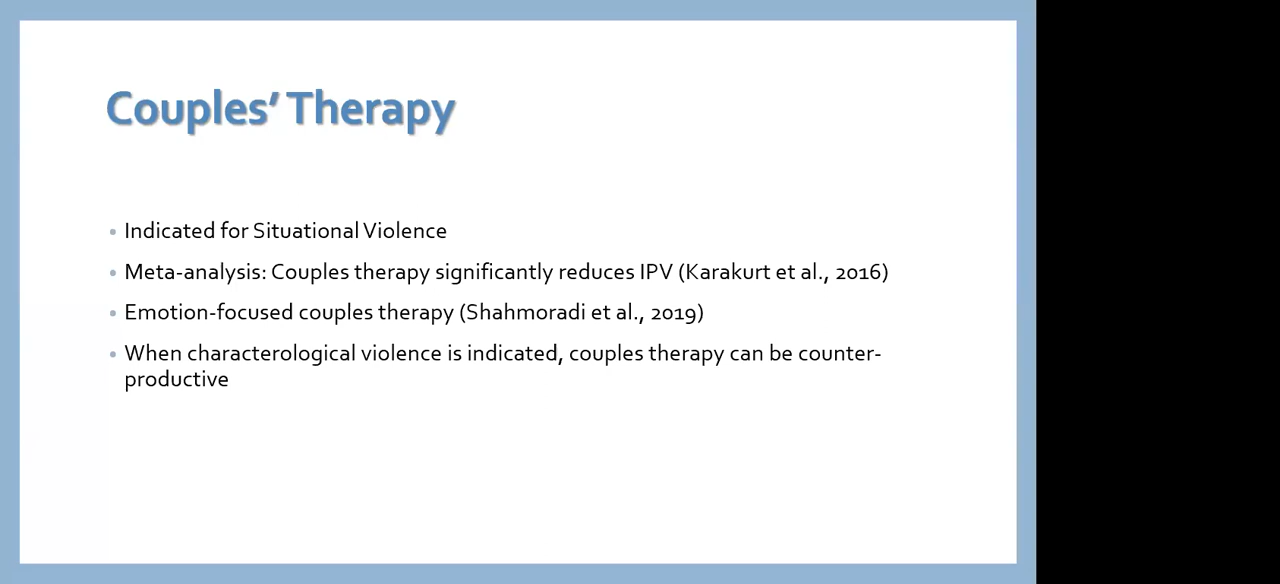 Couples’ Therapy
• Indicated for Situational Violence
• Meta-analysis: Couples therapy significantly reduces IPV (Karakurt et al., 2016)
• Emotion-focused couples therapy (Shahmoradi et al., 2019)
• When characterological violence is indicated, couples therapy can be counter-
productive